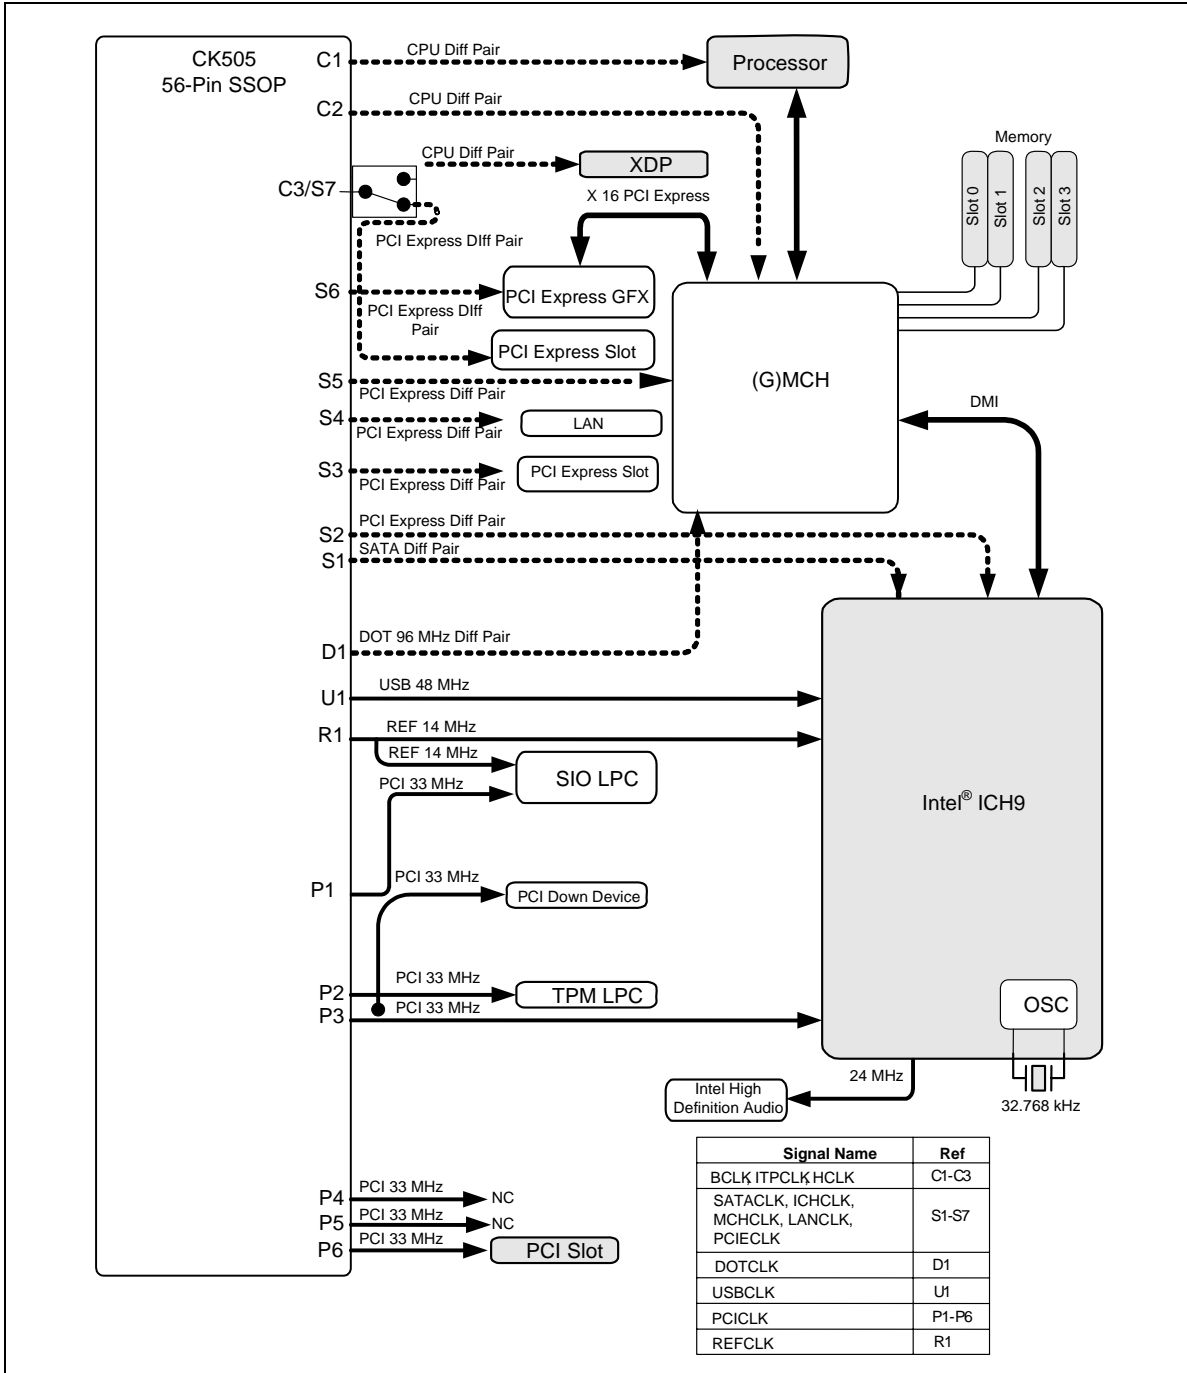 CK505
56-Pin SSOP
C1
CPU Diff Pair
Processor
C2
CPU Diff Pair
Memory
Slot 0
Slot 1
Slot 2
Slot 3
CPU Diff Pair
XDP
C3/S7
X 16 PCI Express
PCI Express DIff Pair
S6
PCI Express GFX
PCI Express DIff
Pair
PCI Express Slot
(G)MCH
S5
PCI Express Diff Pair
DMI
S4
LAN
PCI Express Diff Pair
S3
PCI Express Slot
PCI Express Diff Pair
PCI Express Diff Pair
S2
SATA Diff Pair
S1
DOT 96 MHz Diff Pair
D1
USB 48 MHz
U1
REF 14 MHz
R1
REF 14 MHz
SIO LPC
PCI 33 MHz
Intel® ICH9
PCI 33 MHz
P1
PCI Down Device
PCI 33 MHz
P2
TPM LPC
PCI 33 MHz
P3
OSC
24 MHz
32.768 kHz
Intel High
Definition Audio
Signal Name Ref
BCLK, ITPCLK, HCLK C1-C3
SATACLK, ICHCLK,
MCHCLK, LANCLK, S1-S7
PCIECLK
DOTCLK D1
USBCLK U1
PCICLK P1-P6
REFCLK R1
P4
PCI 33 MHz
NC
P5
PCI 33 MHz
NC
P6
PCI 33 MHz
PCI Slot